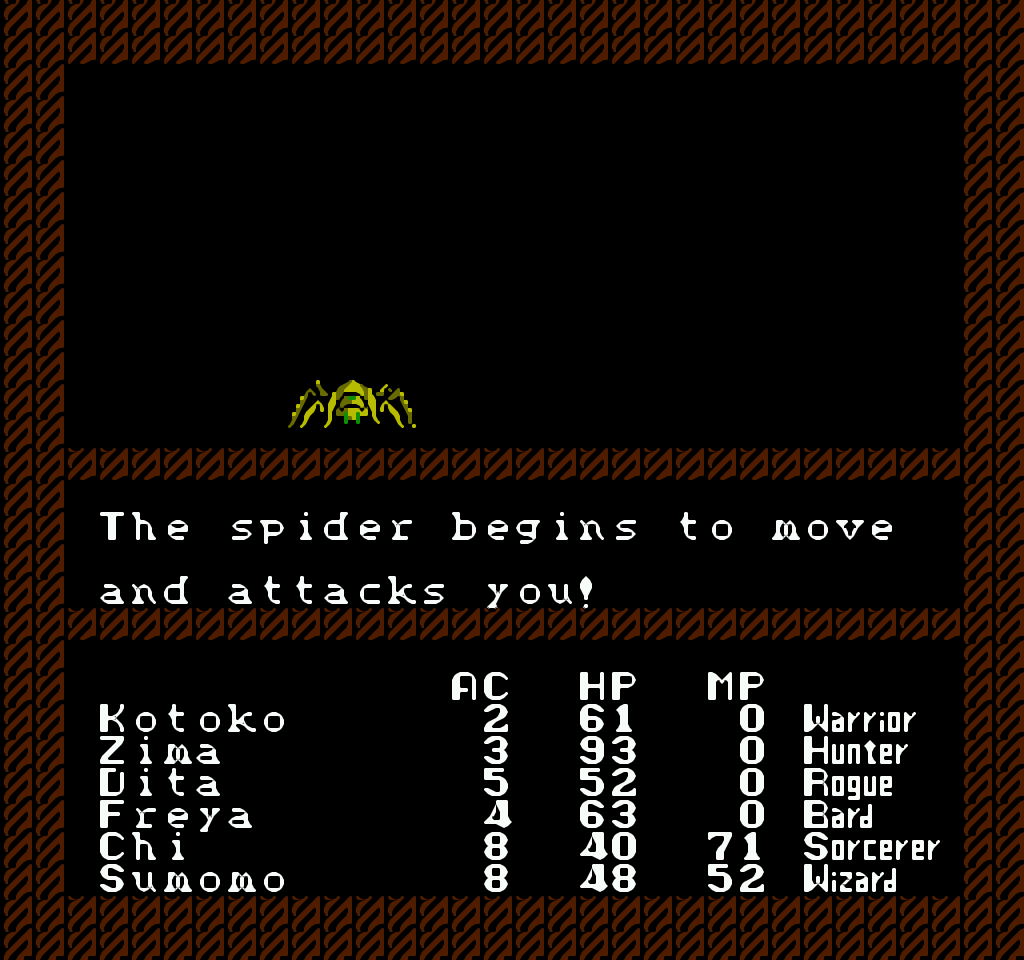 The spider begins to move
and attacks you!
AC HP MP
Kotoko 2 61 0 Warrior
Zima 3 93 0 Hunter
Dita 5 52 0 Rogue
Freya 4 63 0 Bard
Chi 8 40 71 Sorcerer
Sumomo 8 48 52 Wizard